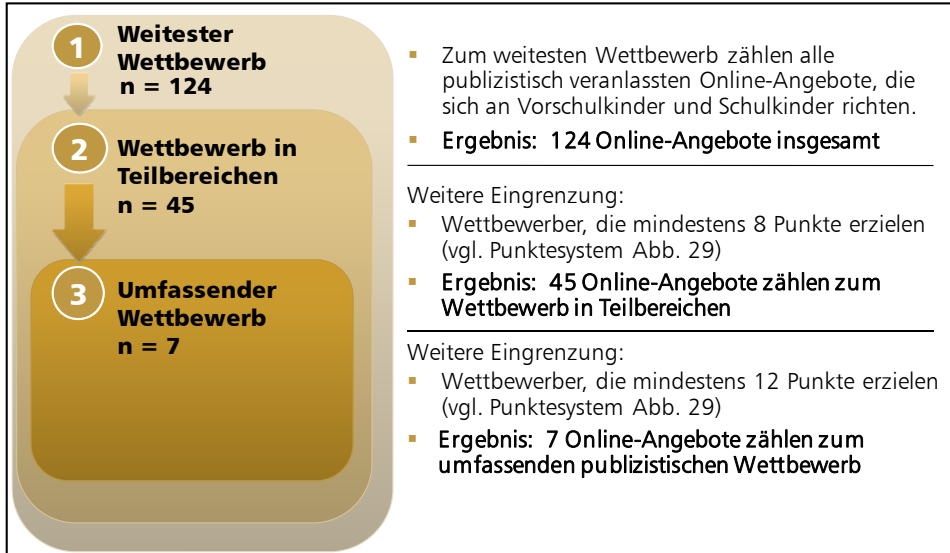 1
Weitester
Wettbewerb
n = 124
2
Wettbewerb in
Teilbereichen
n = 45
3
Umfassender
Wettbewerb
n = 7
▪ Zum weitesten Wettbewerb zählen alle
publizistisch veranlassten Online-Angebote, die
sich an Vorschulkinder und Schulkinder richten.
▪ Ergebnis: 124 Online-Angebote insgesamt
Weitere Eingrenzung:
▪ Wettbewerber, die mindestens 8 Punkte erzielen
(vgl. Punktesystem Abb. 29)
▪ Ergebnis: 45 Online-Angebote zählen zum
Wettbewerb in Teilbereichen
Weitere Eingrenzung:
▪ Wettbewerber, die mindestens 12 Punkte erzielen
(vgl. Punktesystem Abb. 29)
▪ Ergebnis: 7 Online-Angebote zählen zum
umfassenden publizistischen Wettbewerb